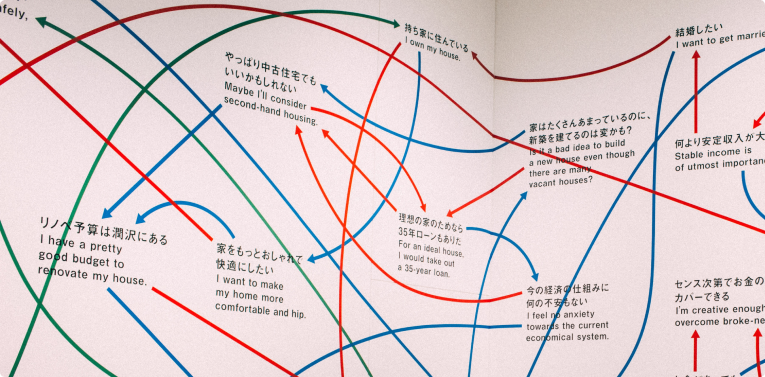 afely,
持ち家に住んでいる
I own my house.
結婚したい
I want to get marrie
やっぱり中古住宅でも
いいかもしれない
Maybe I'll consider
second-hand housing.
家はたくさんあまっているのに、
新築を建てるのは変かも?
Is it a bad idea to build
a new house even though
there are many
vacant houses?
何より安定収入が大
Stable income is
of utmost importanc
リノベ予算は潤沢にある
I have a pretty
good budget to
renovate my house.
家をもっとおしゃれで
快適にしたい
I want to make
my home more
comfortable and hip.
理想の家のためなら
35年ローンもありだ
For an ideal house,
I would take out
a 35-year loan.
今の経済の仕組みに
何の不安もない
I feel no anxiety
towards the current
economical system.
センス次第でお金の
カバーできる
I'm creative enough
overcome broke-ne